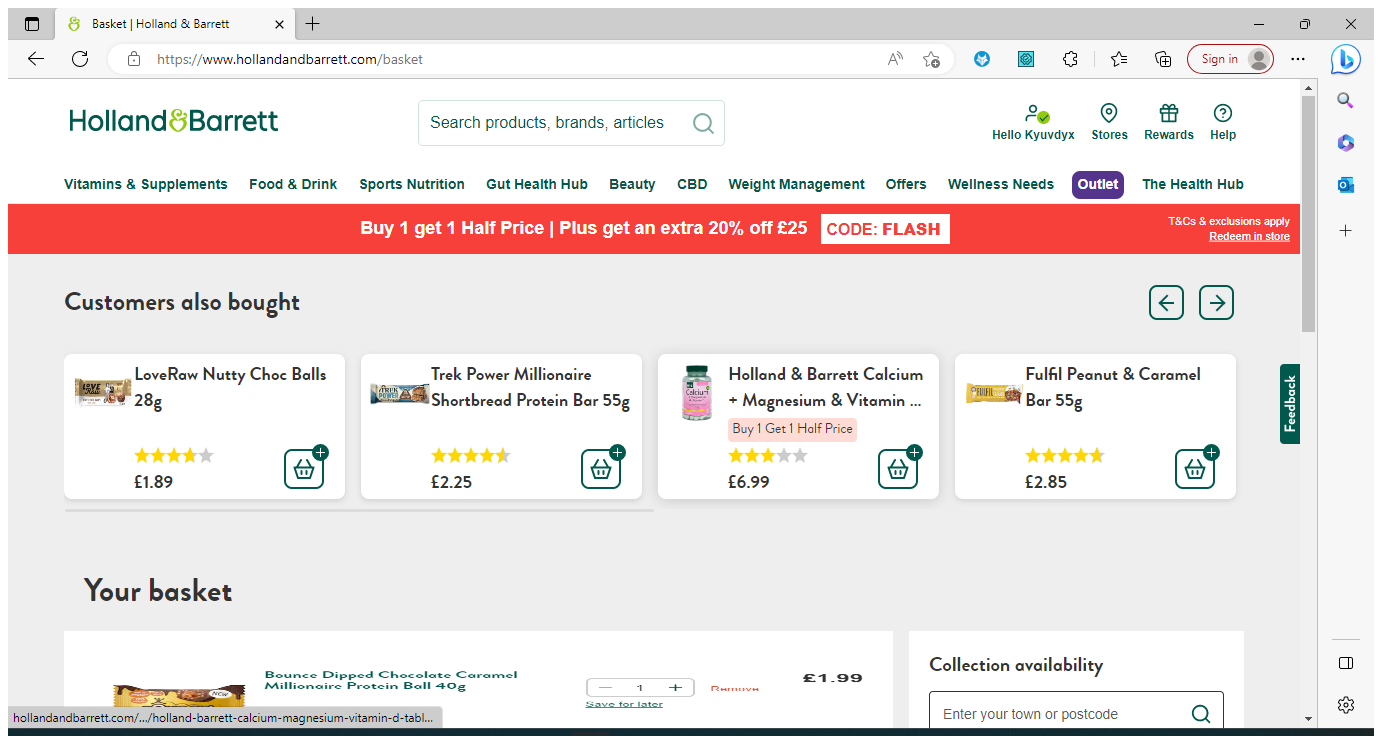 Basket | Holland & Barrett
https://www.hollandandbarrett.com/basket
Sign in
Holland&Barrett
Search products, brands, articles
Hello Kyuvdyx
Stores
Rewards
Help
Vitamins & Supplements
Food & Drink
Sports Nutrition
Gut Health Hub
Beauty
CBD
Weight Management
Offers
Wellness Needs
Outlet
The Health Hub
Buy 1 get 1 Half Price | Plus get an extra 20% off £25
CODE: FLASH
T&Cs & exclusions apply
Redeem in store
Customers also bought
LoveRaw Nutty Choc Balls
28g
£1.89
Trek Power Millionaire
Shortbread Protein Bar 55g
£2.25
Calcium
Holland & Barrett Calcium
+ Magnesium & Vitamin ...
Buy 1 Get 1 Half Price
£6.99
Fulfil Peanut & Caramel
Bar 55g
£2.85
Feedback
Your basket
Bounce Dipped Chocolate Caramel
Millionaire Protein Ball 40g
1
Remove
Save for later
£1.99
Collection availability
Enter your town or postcode
hollandandbarrett.com/.../holland-barrett-calcium-magnesium-vitamin-d-tabl...